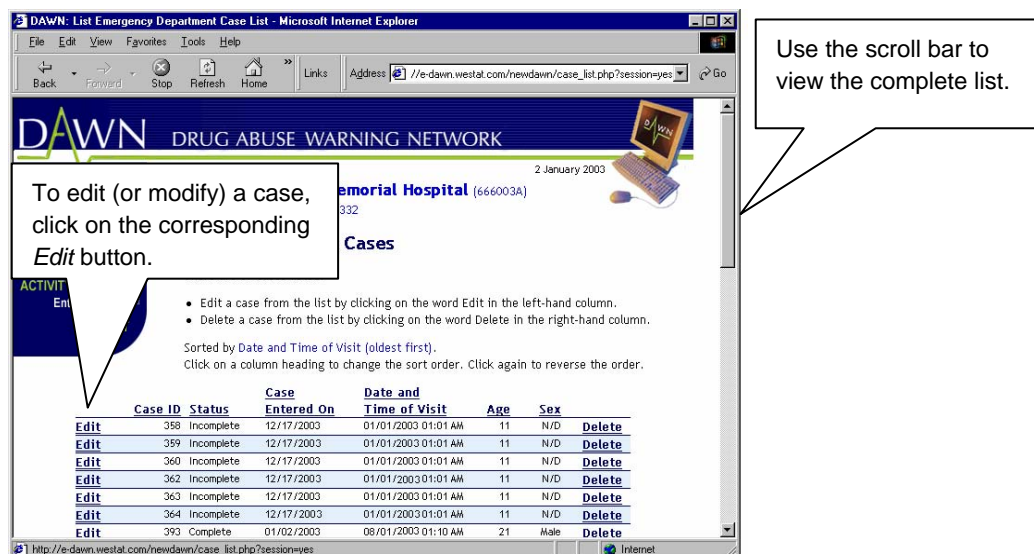 DAWN: List Emergency Department Case List - Microsoft Internet Explorer
File Edit View Favorites Tools Help
Back Forward Stop Refresh Home » Links Address //e-dawn.westat.com/newdawn/case_list.php?session=yes Go
Use the scroll bar to
view the complete list.
DAWN DRUG ABUSE WARNING NETWORK
DAWN
2 January 2003
To edit (or modify) a case,
click on the corresponding
Edit button.
emorial Hospital (666003A)
332
Cases
ACTIVIT
Ent
• Edit a case from the list by clicking on the word Edit in the left-hand column.
• Delete a case from the list by clicking on the word Delete in the right-hand column.
Sorted by Date and Time of Visit (oldest first).
Click on a column heading to change the sort order. Click again to reverse the order.
Case ID Status Case Entered On Date and Time of Visit Age Sex
Edit 358 Incomplete 12/17/2003 01/01/2003 01:01 AM 11 N/D Delete
Edit 359 Incomplete 12/17/2003 01/01/2003 01:01 AM 11 N/D Delete
Edit 360 Incomplete 12/17/2003 01/01/2003 01:01 AM 11 N/D Delete
Edit 362 Incomplete 12/17/2003 01/01/2003 01:01 AM 11 N/D Delete
Edit 363 Incomplete 12/17/2003 01/01/2003 01:01 AM 11 N/D Delete
Edit 364 Incomplete 12/17/2003 01/01/2003 01:01 AM 11 N/D Delete
Edit 393 Complete 01/02/2003 08/01/2003 01:10 AM 21 Male Delete
http://e-dawn.westat.com/newdawn/case_list.php?session=yes Internet